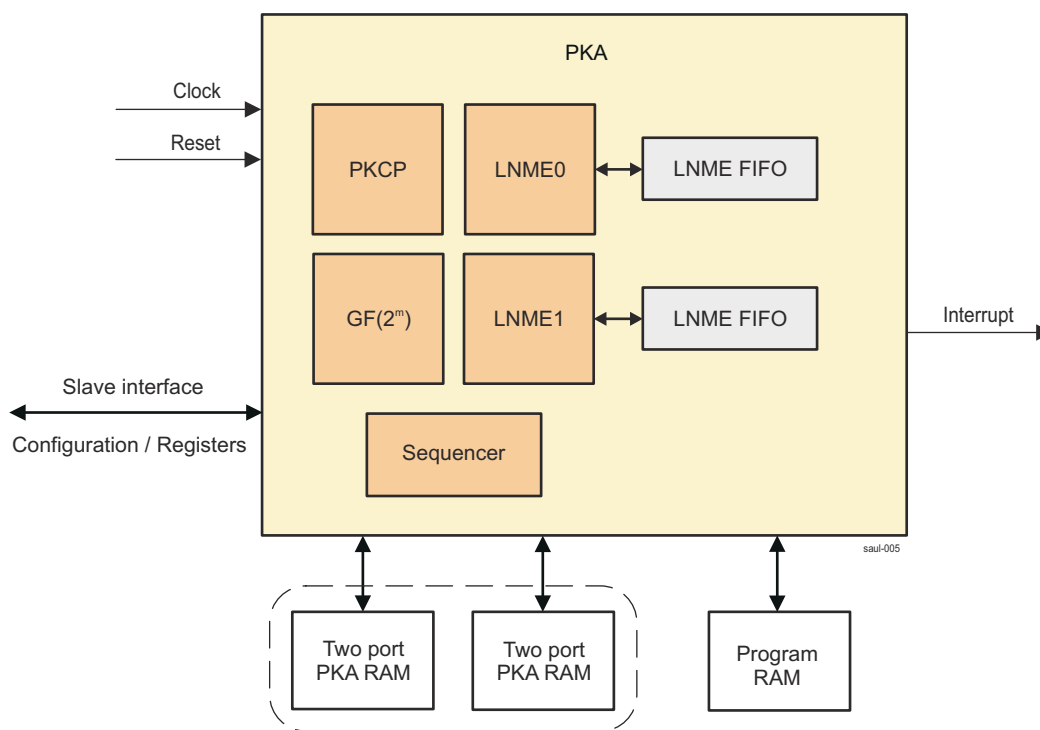 PKA
Clock
Reset
PKCP
LNME0
LNME FIFO
GF(2ᵐ)
LNME1
LNME FIFO
Interrupt
Slave interface
Configuration / Registers
Sequencer
saul-005
Two port
PKA RAM
Two port
PKA RAM
Program
RAM